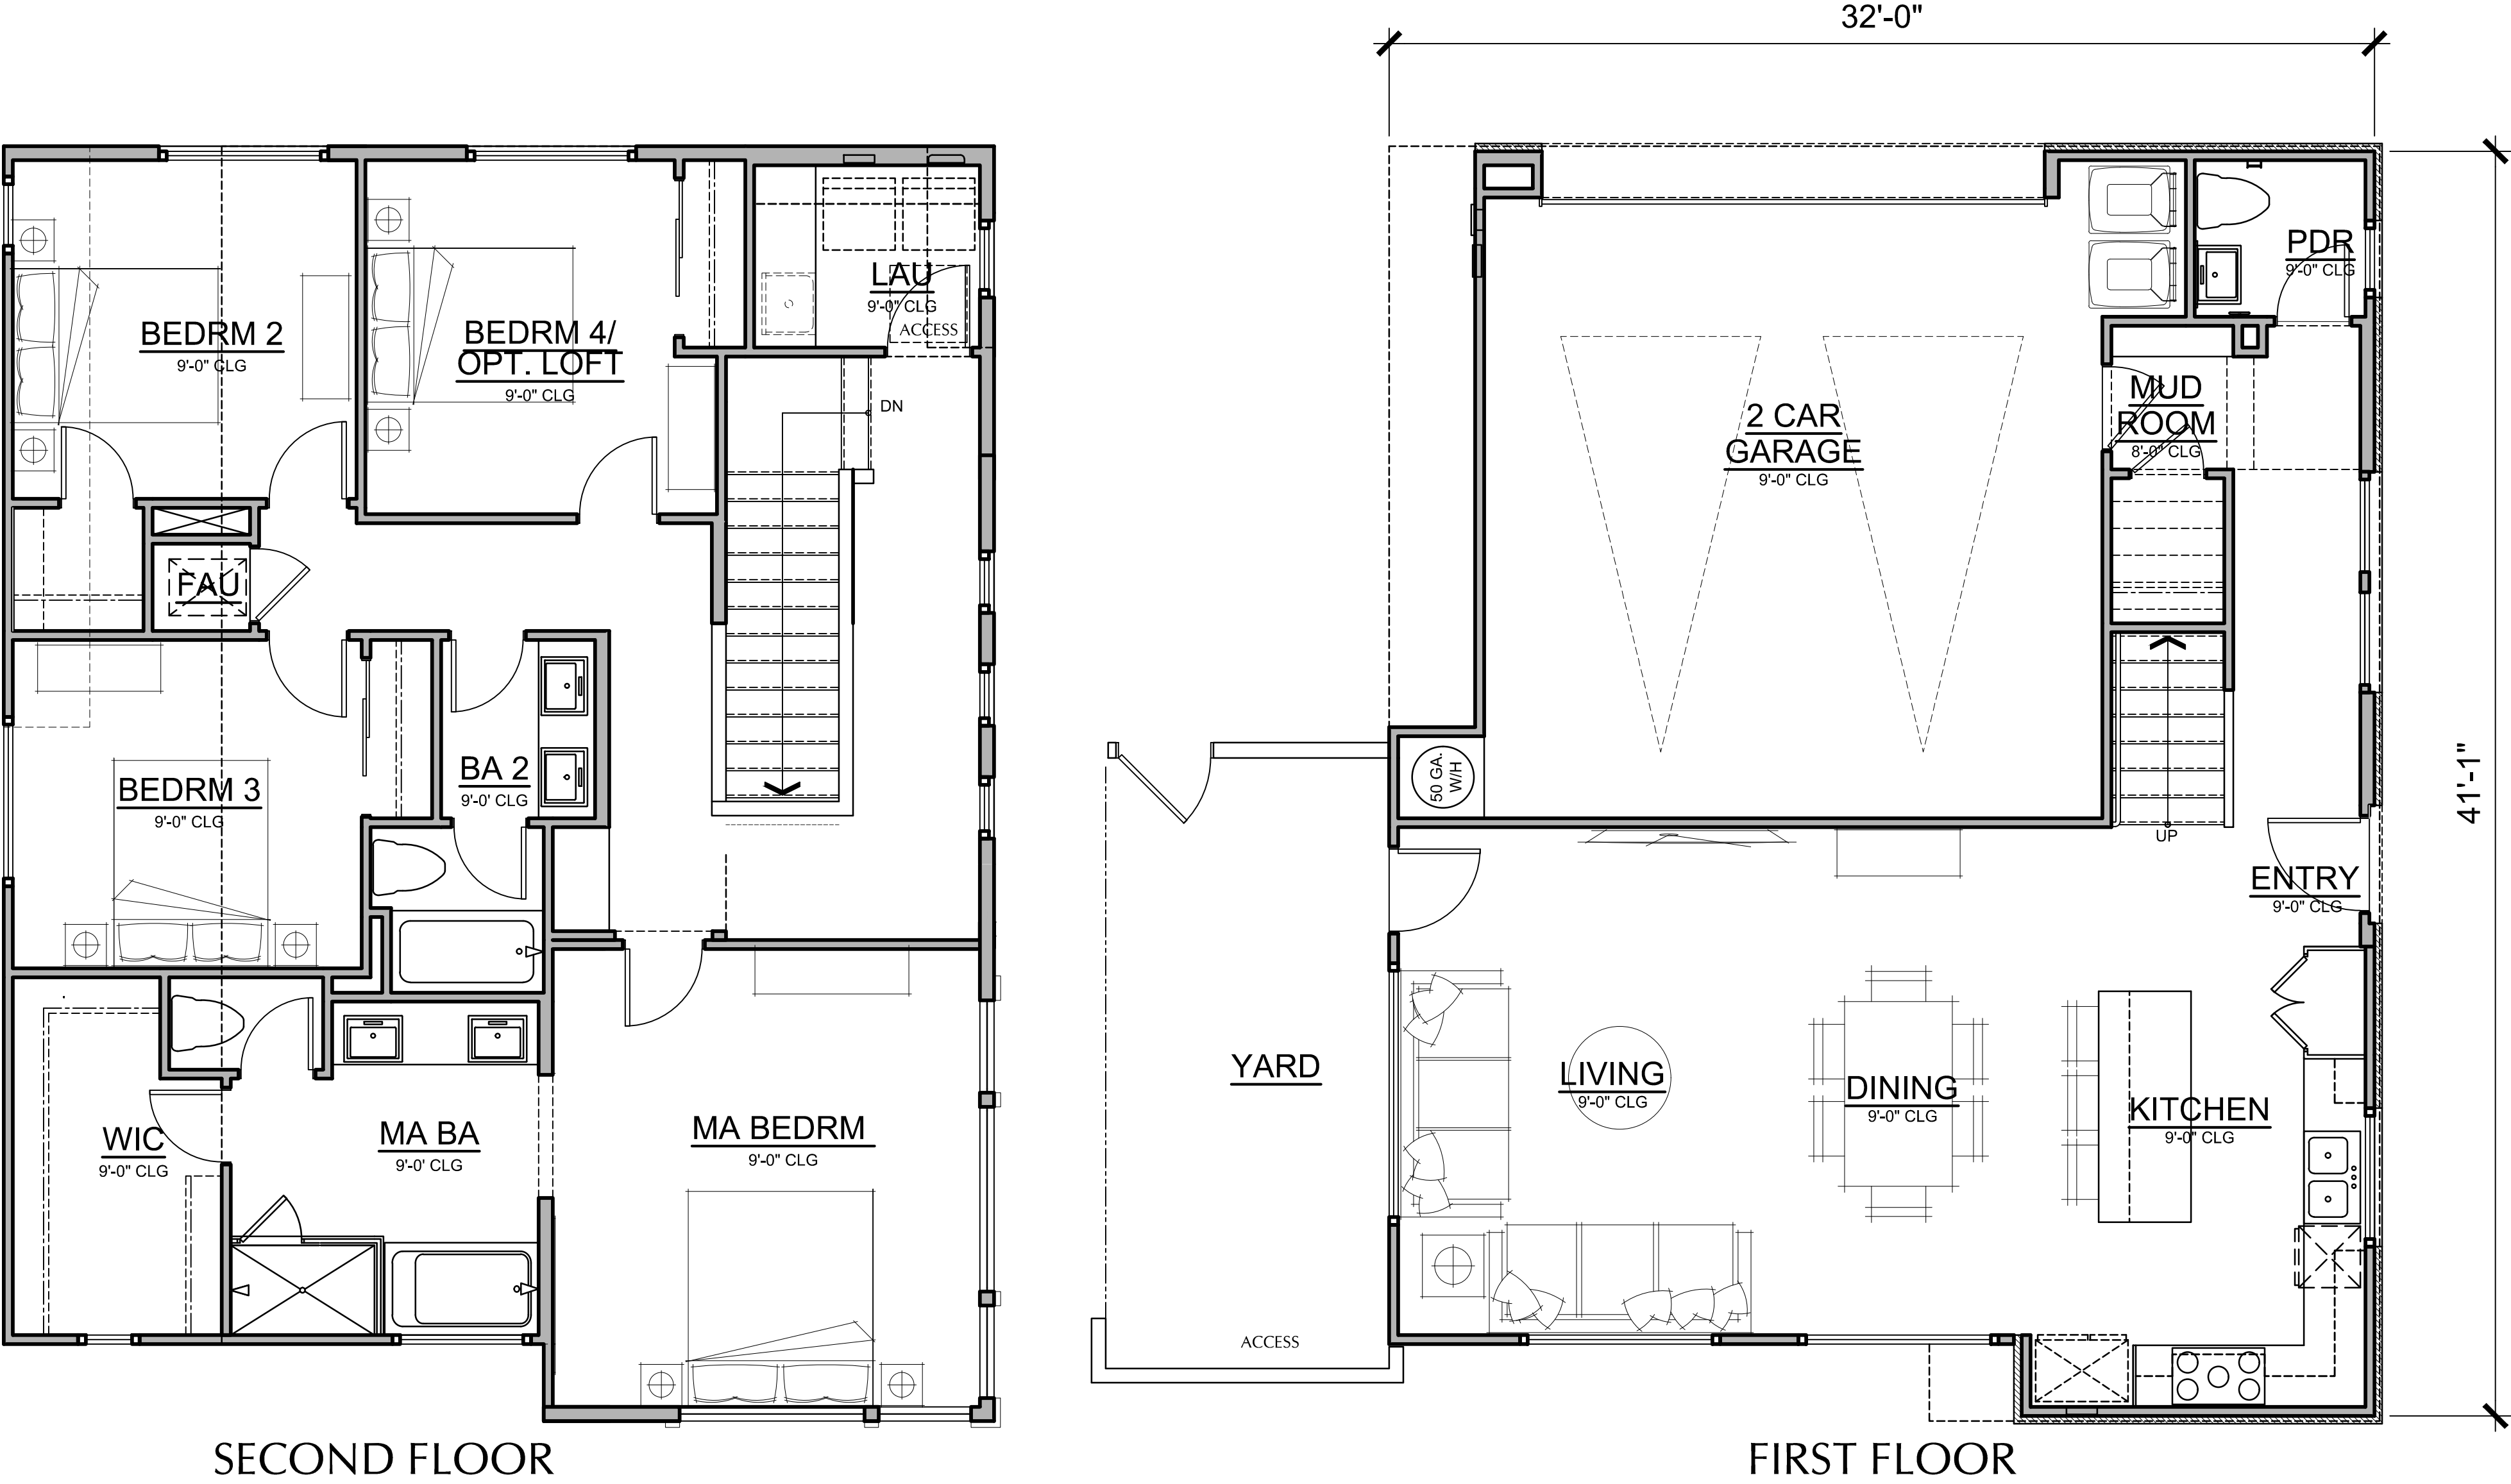 32'-0"
41'-1"
BEDRM 2
9'-0" CLG
BEDRM 4/
OPT. LOFT
9'-0" CLG
LAU
9'-0" CLG
ACCESS
DN
FAU
BEDRM 3
9'-0" CLG
BA 2
9'-0' CLG
WIC
9'-0" CLG
MA BA
9'-0' CLG
MA BEDRM
9'-0" CLG
SECOND FLOOR
PDR
9'-0" CLG
MUD
ROOM
8'-0" CLG
2 CAR
GARAGE
9'-0" CLG
50 GA.
W/H
UP
ENTRY
9'-0" CLG
YARD
LIVING
9'-0" CLG
DINING
9'-0" CLG
KITCHEN
9'-0" CLG
ACCESS
FIRST FLOOR